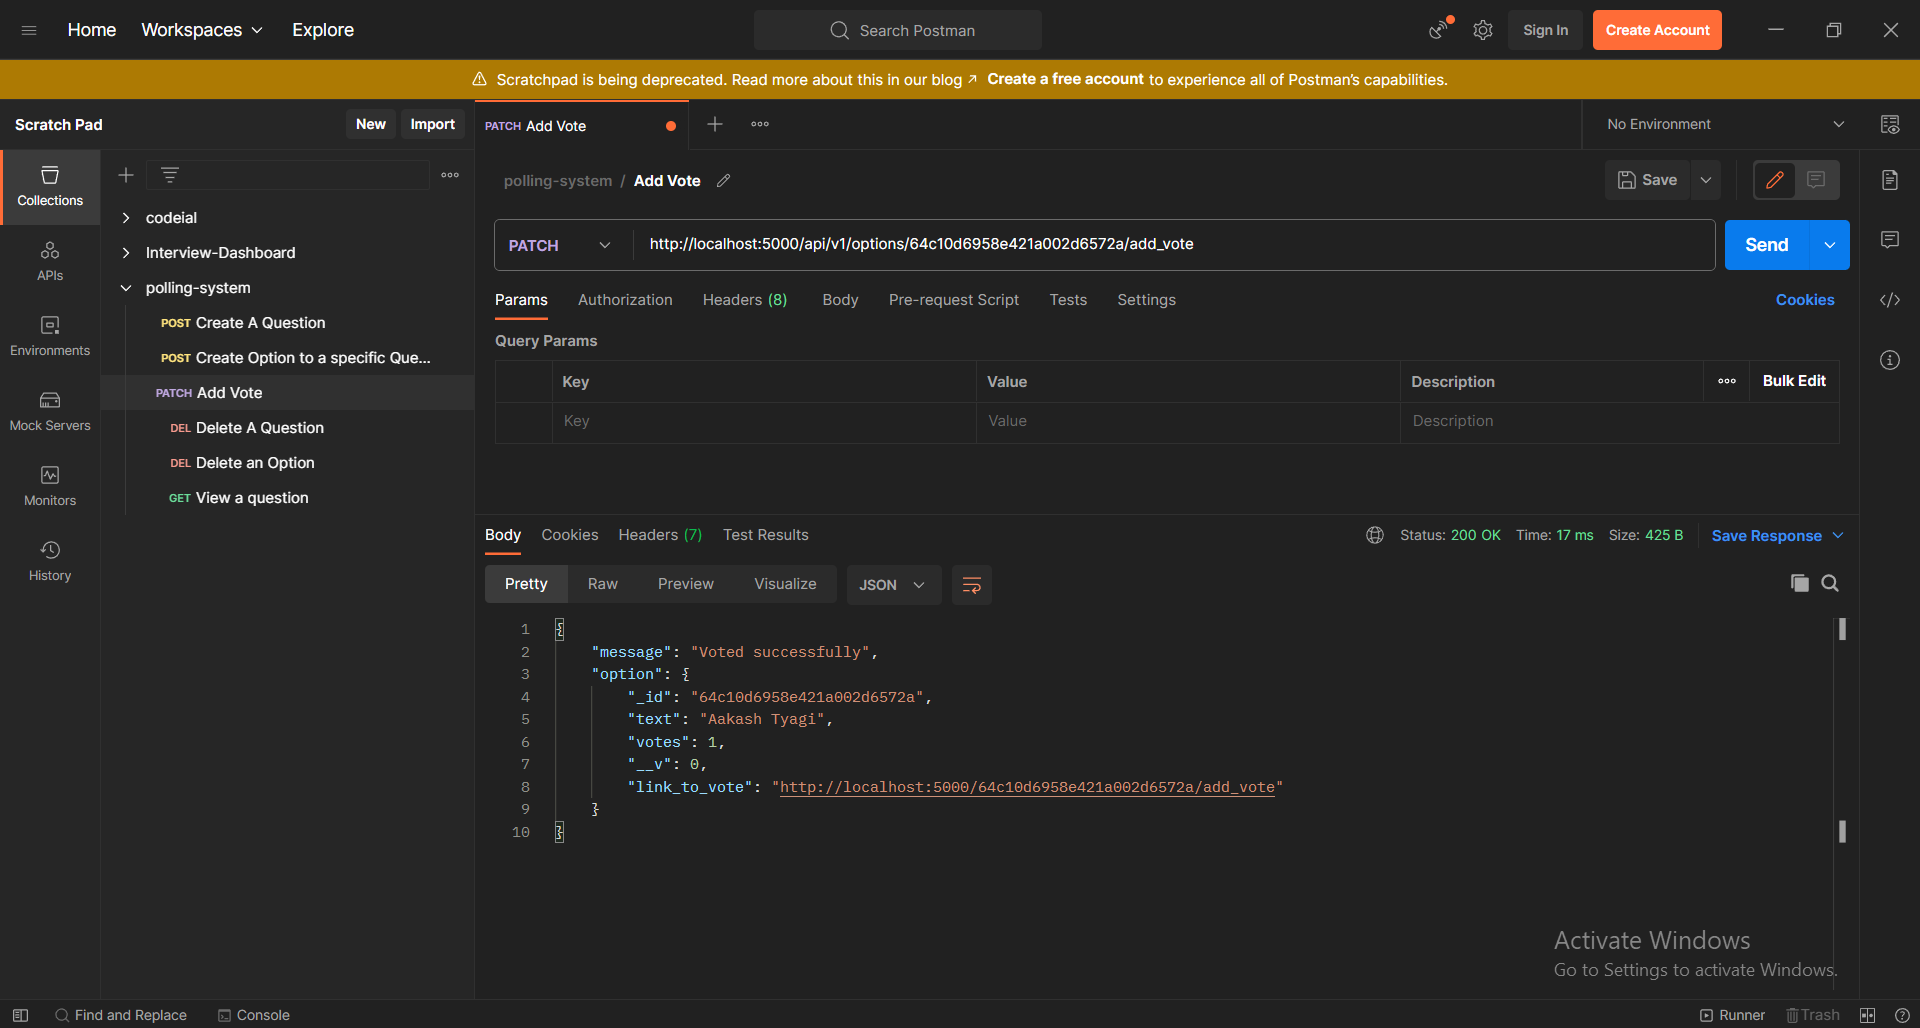 Home Workspaces Explore Search Postman Sign In Create Account
Scratchpad is being deprecated. Read more about this in our blog ↗ Create a free account to experience all of Postman's capabilities.
Scratch Pad New Import PATCH Add Vote No Environment
Collections
APIs
Environments
Mock Servers
Monitors
History
codeial
Interview-Dashboard
polling-system
POST Create A Question
POST Create Option to a specific Que...
PATCH Add Vote
DEL Delete A Question
DEL Delete an Option
GET View a question
polling-system / Add Vote Save
PATCH http://localhost:5000/api/v1/options/64c10d6958e421a002d6572a/add_vote Send
Params Authorization Headers (8) Body Pre-request Script Tests Settings Cookies
Query Params
Key Value Description Bulk Edit
Key Value Description
Body Cookies Headers (7) Test Results Status: 200 OK Time: 17 ms Size: 425 B Save Response
Pretty Raw Preview Visualize JSON
1 {
2 "message": "Voted successfully",
3 "option": {
4 "_id": "64c10d6958e421a002d6572a",
5 "text": "Aakash Tyagi",
6 "votes": 1,
7 "__v": 0,
8 "link_to_vote": "http://localhost:5000/64c10d6958e421a002d6572a/add_vote"
9 }
10 }
Activate Windows
Go to Settings to activate Windows.
Find and Replace Console Runner Trash